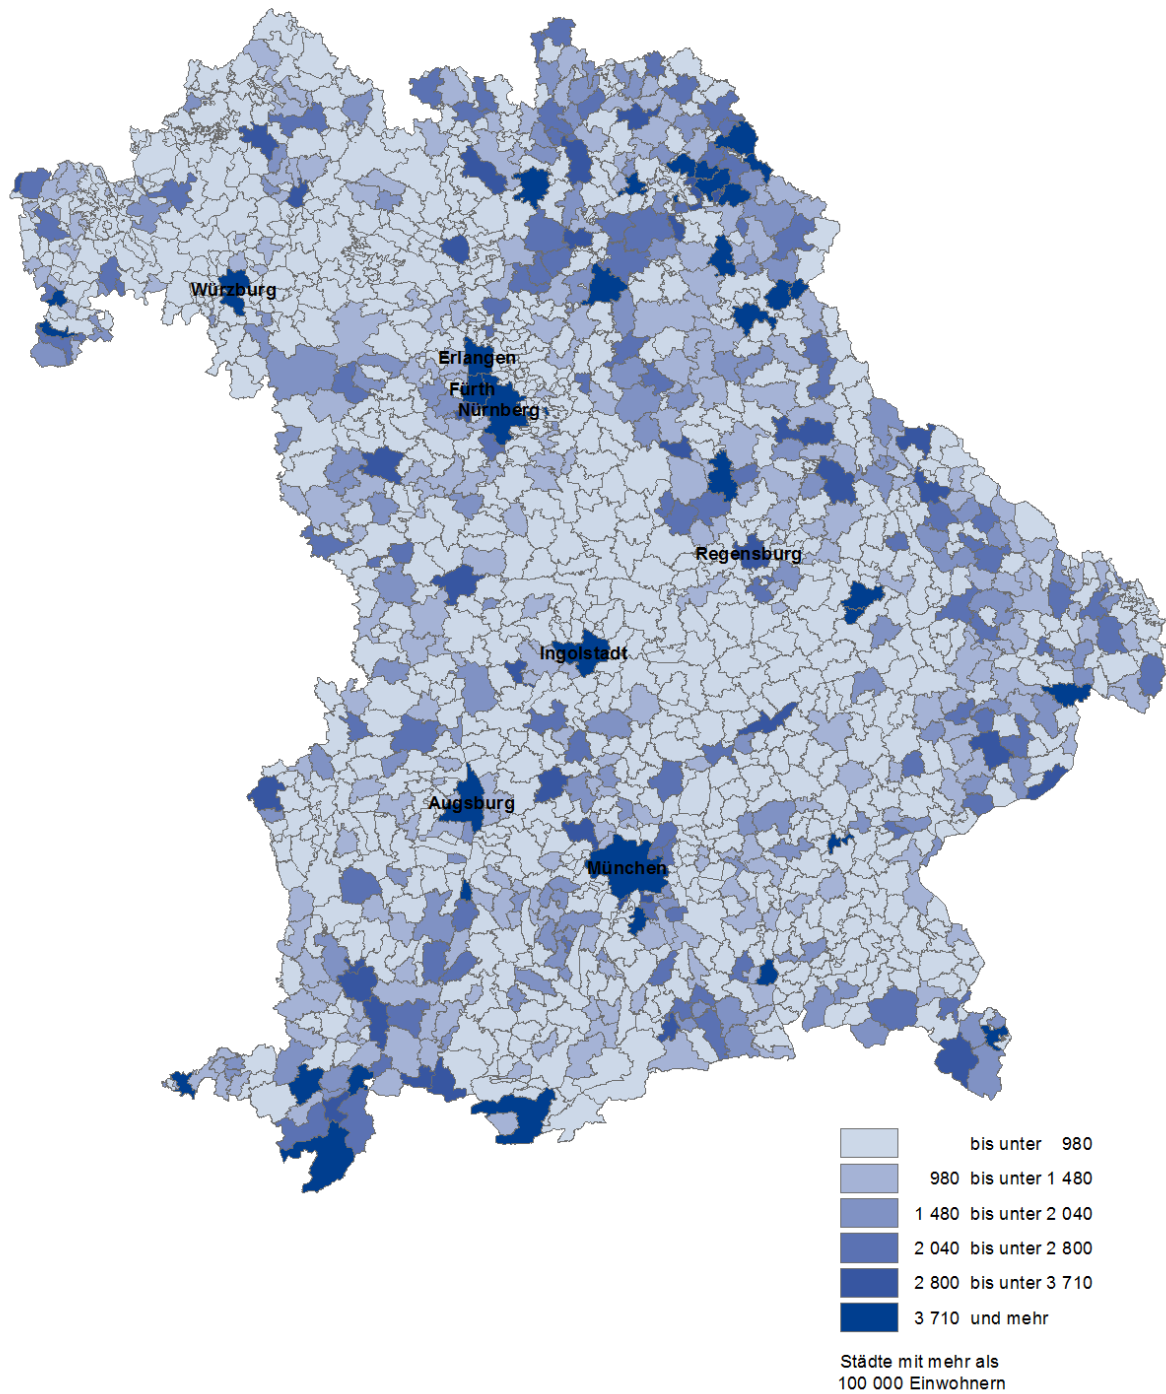 Würzburg
Erlangen
Fürth
Nürnberg
Regensburg
Ingolstadt
Augsburg
München
bis unter 980
980 bis unter 1 480
1 480 bis unter 2 040
2 040 bis unter 2 800
2 800 bis unter 3 710
3 710 und mehr
Städte mit mehr als
100 000 Einwohnern